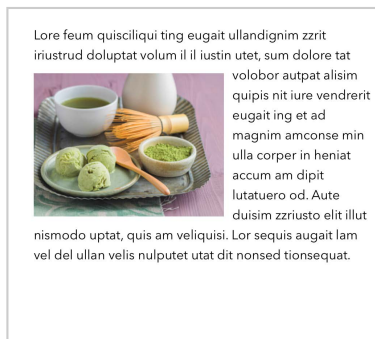 Lore feum quisciliqui ting eugait ullandignim zzrit
iriustrud doluptat volum il il iustin utet, sum dolore tat
volobor autpat alisim
quipis nit iure vendrerit
eugait ing et ad
magnim amconse min
ulla corper in heniat
accum am dipit
lutatuero od. Aute
duisim zzriusto elit illut
nismodo uptat, quis am veliquisi. Lor sequis augait lam
vel del ullan velis nulputet utat dit nonsed tionsequat.